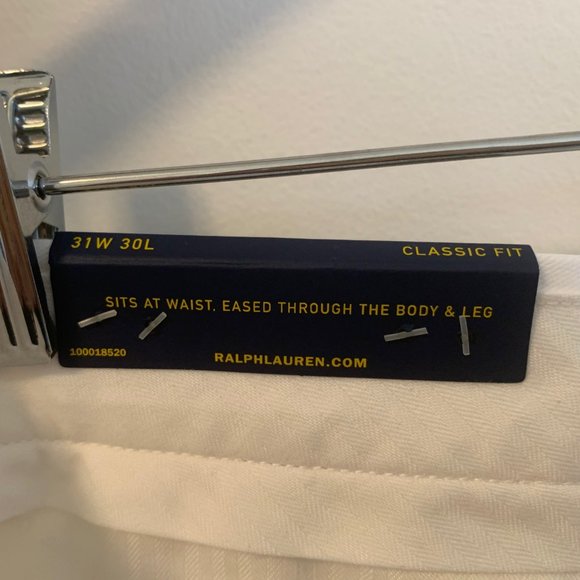 31W 30L CLASSIC FIT
SITS AT WAIST, EASED THROUGH THE BODY & LEG
100018520 RALPHLAUREN.COM